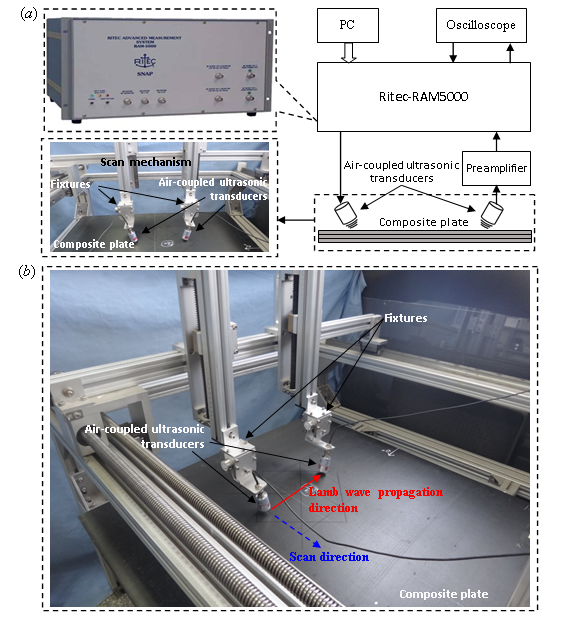 (a)
RITEC ADVANCED MEASUREMENT
SYSTEM
RAM-5000
RITEC
SNAP
PC
Oscilloscope
Ritec-RAM5000
Air-coupled ultrasonic
transducers
Preamplifier
Composite plate
Scan mechanism
Fixtures
Air-coupled ultrasonic
transducers
Composite plate
(b)
Fixtures
Air-coupled ultrasonic
transducers
Lamb wave propagation
direction
Scan direction
Composite plate